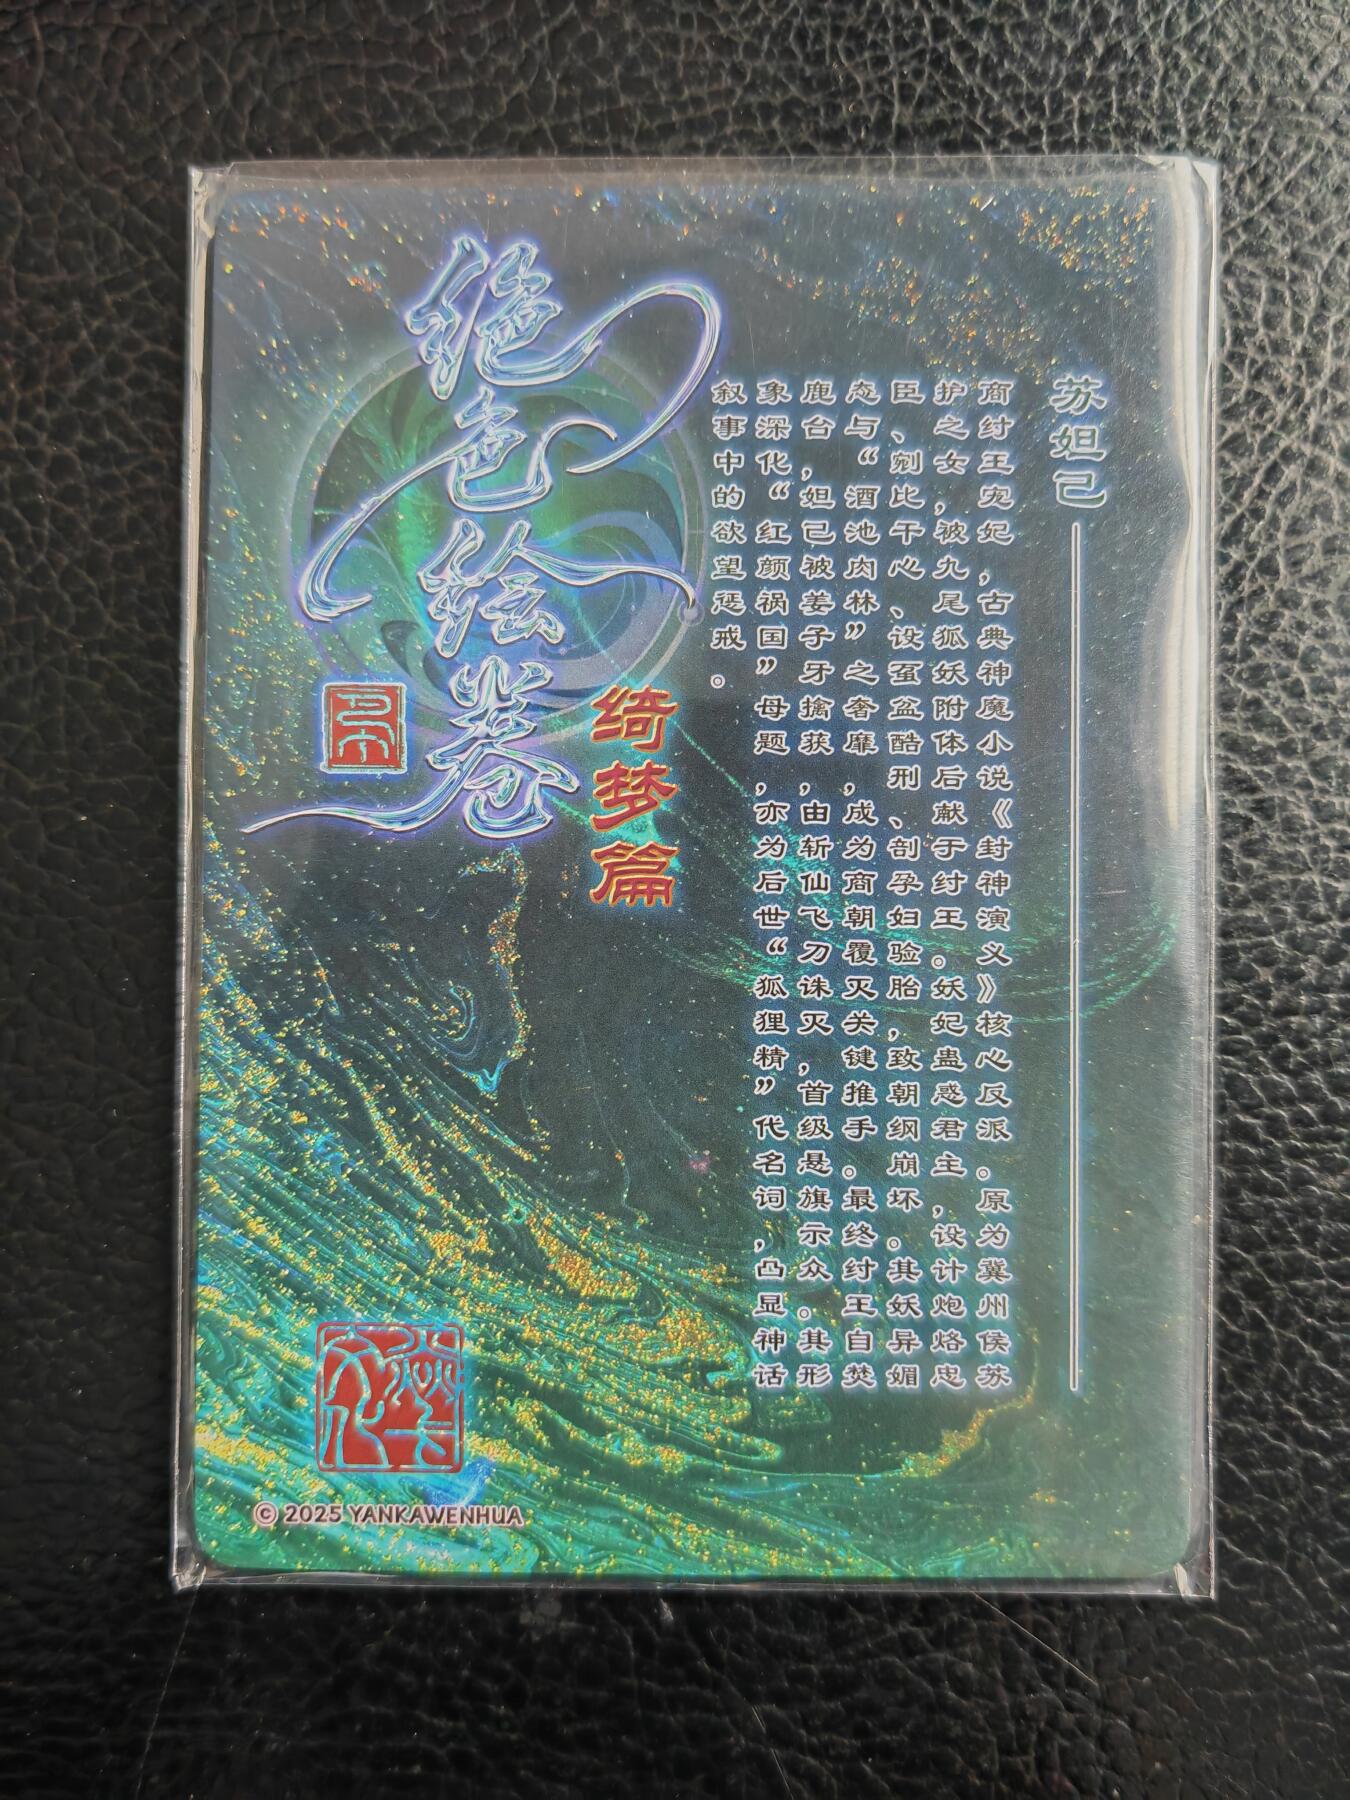 苏妲己
商纣王宠妃，古典神魔小说《封神演义》核心反派。原为冀州侯苏
护之女，被九尾狐妖附体后献于纣王。妖妃蛊惑君主，设计炮烙忠
臣、剜比干心、设虿盆酷刑、剖孕妇验胎，致朝纲崩坏。其妖异媚
态与“酒池肉林”之奢靡，成为商朝覆灭关键推手。最终纣王自焚
鹿台，妲己被姜子牙擒获，由斩仙飞刀诛灭，首级悬旗示众。其形
象深化“红颜祸国”母题，亦为后世“狐狸精”代名词，凸显神话
叙事中的欲望惩戒。
绝色绘卷
绮梦篇
文化
© 2025 YANKAWENHUA